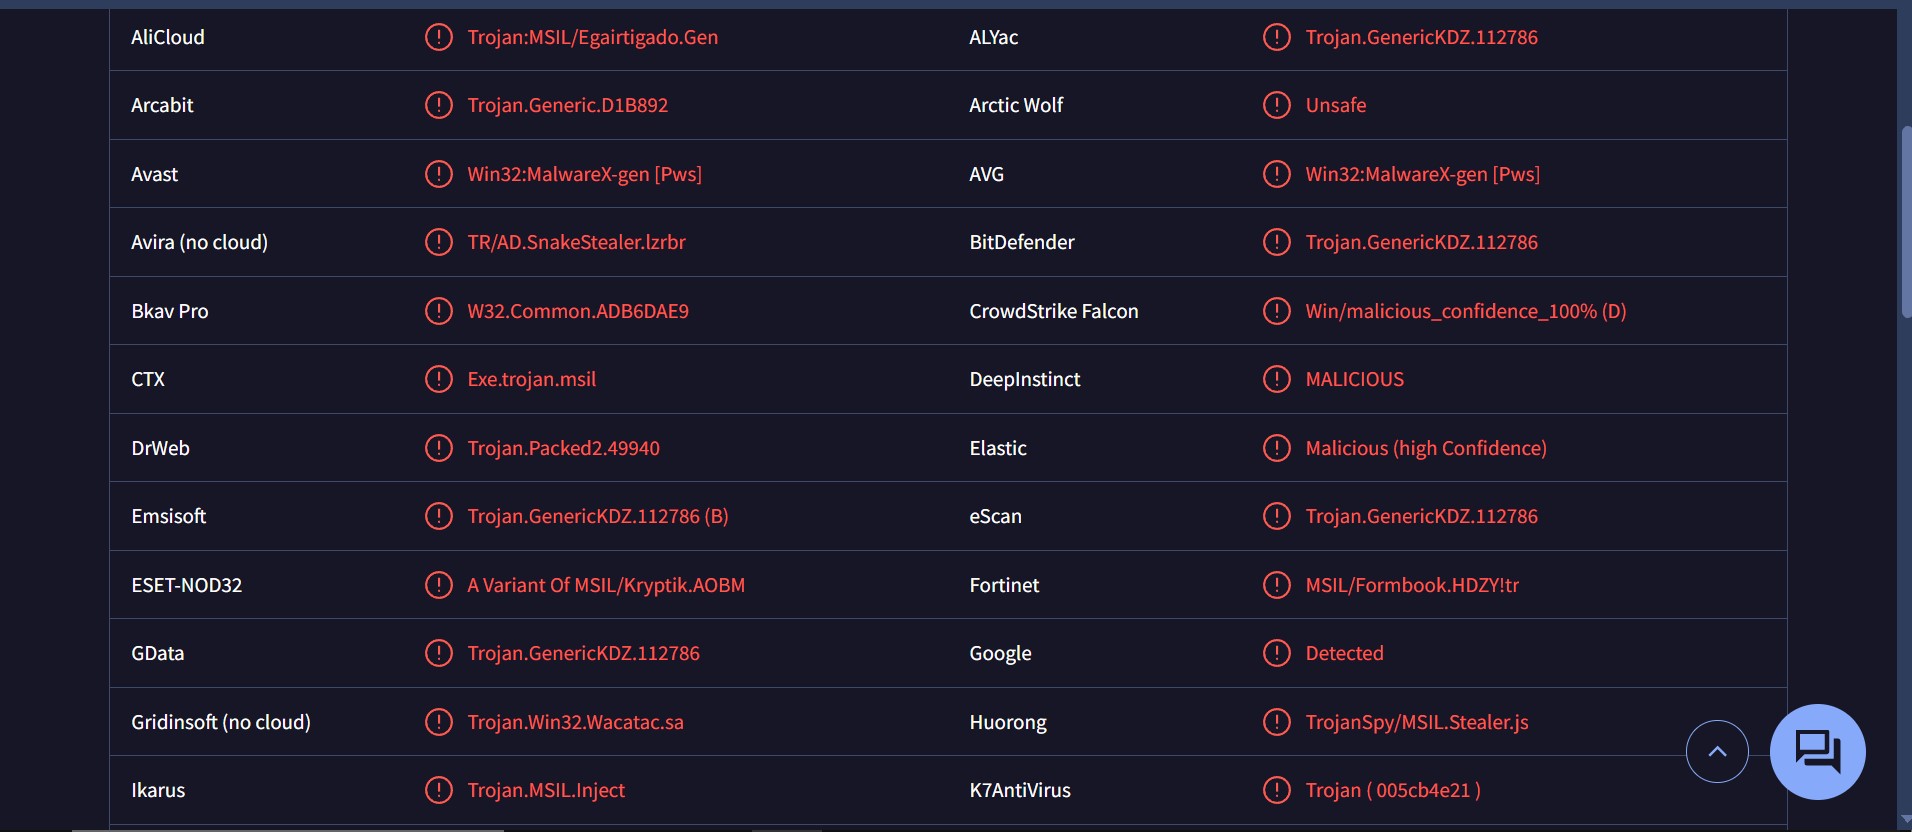 AliCloud Trojan:MSIL/Egairtigado.Gen ALYac Trojan.GenericKDZ.112786
Arcabit Trojan.Generic.D1B892 Arctic Wolf Unsafe
Avast Win32:MalwareX-gen [Pws] AVG Win32:MalwareX-gen [Pws]
Avira (no cloud) TR/AD.SnakeStealer.lzrbr BitDefender Trojan.GenericKDZ.112786
Bkav Pro W32.Common.ADB6DAE9 CrowdStrike Falcon Win/malicious_confidence_100% (D)
CTX Exe.trojan.msil DeepInstinct MALICIOUS
DrWeb Trojan.Packed2.49940 Elastic Malicious (high Confidence)
Emsisoft Trojan.GenericKDZ.112786 (B) eScan Trojan.GenericKDZ.112786
ESET-NOD32 A Variant Of MSIL/Kryptik.AOBM Fortinet MSIL/Formbook.HDZY!tr
GData Trojan.GenericKDZ.112786 Google Detected
Gridinsoft (no cloud) Trojan.Win32.Wacatac.sa Huorong TrojanSpy/MSIL.Stealer.js
Ikarus Trojan.MSIL.Inject K7AntiVirus Trojan ( 005cb4e21 )